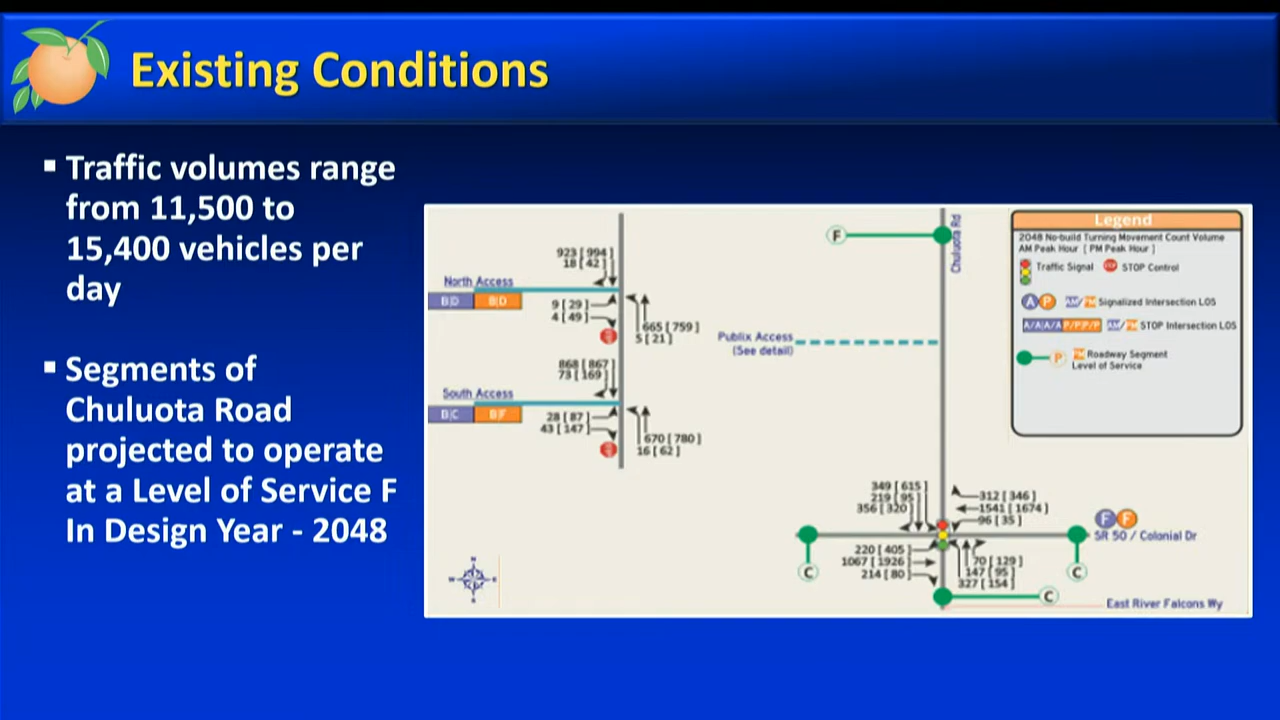 Existing Conditions
▪ Traffic volumes range
from 11,500 to
15,400 vehicles per
day
▪ Segments of
Chuluota Road
projected to operate
at a Level of Service F
In Design Year - 2048
923 [ 994]
18 [ 42]
North Access
B|D B|D
9 [ 29]
4 [ 49]
665 [ 759]
5 [ 21]
868 [ 867]
73 [ 169]
South Access
B|C B|F
28 [ 87]
43 [ 147]
670 [ 780]
16 [ 62]
F
Chuluota Rd
Publix Access
(See detail)
349 [ 615]
219 [ 95]
356 [ 320]
312 [ 346]
1541 [ 1674]
96 [ 35]
F F
SR 50 / Colonial Dr
220 [ 405]
1067 [ 1926]
214 [ 80]
70 [ 129]
147 [ 95]
327 [ 154]
C
C
C
East River Falcons Wy
Legend
2048 No-build Turning Movement Count Volume
AM Peak Hour [ PM Peak Hour ]
Traffic Signal STOP STOP Control
A P AM/PM Signalized Intersection LOS
A/A|A/A P/P|P/P AM/PM STOP Intersection LOS
P PM Roadway Segment
Level of Service